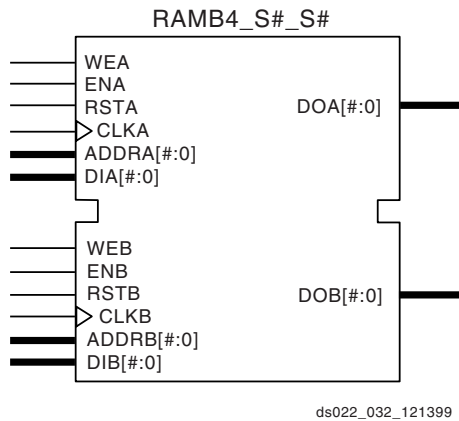 RAMB4_S#_S#
WEA
ENA
RSTA
CLKA
ADDRA[#:0]
DIA[#:0]
DOA[#:0]
WEB
ENB
RSTB
CLKB
ADDRB[#:0]
DIB[#:0]
DOB[#:0]
ds022_032_121399